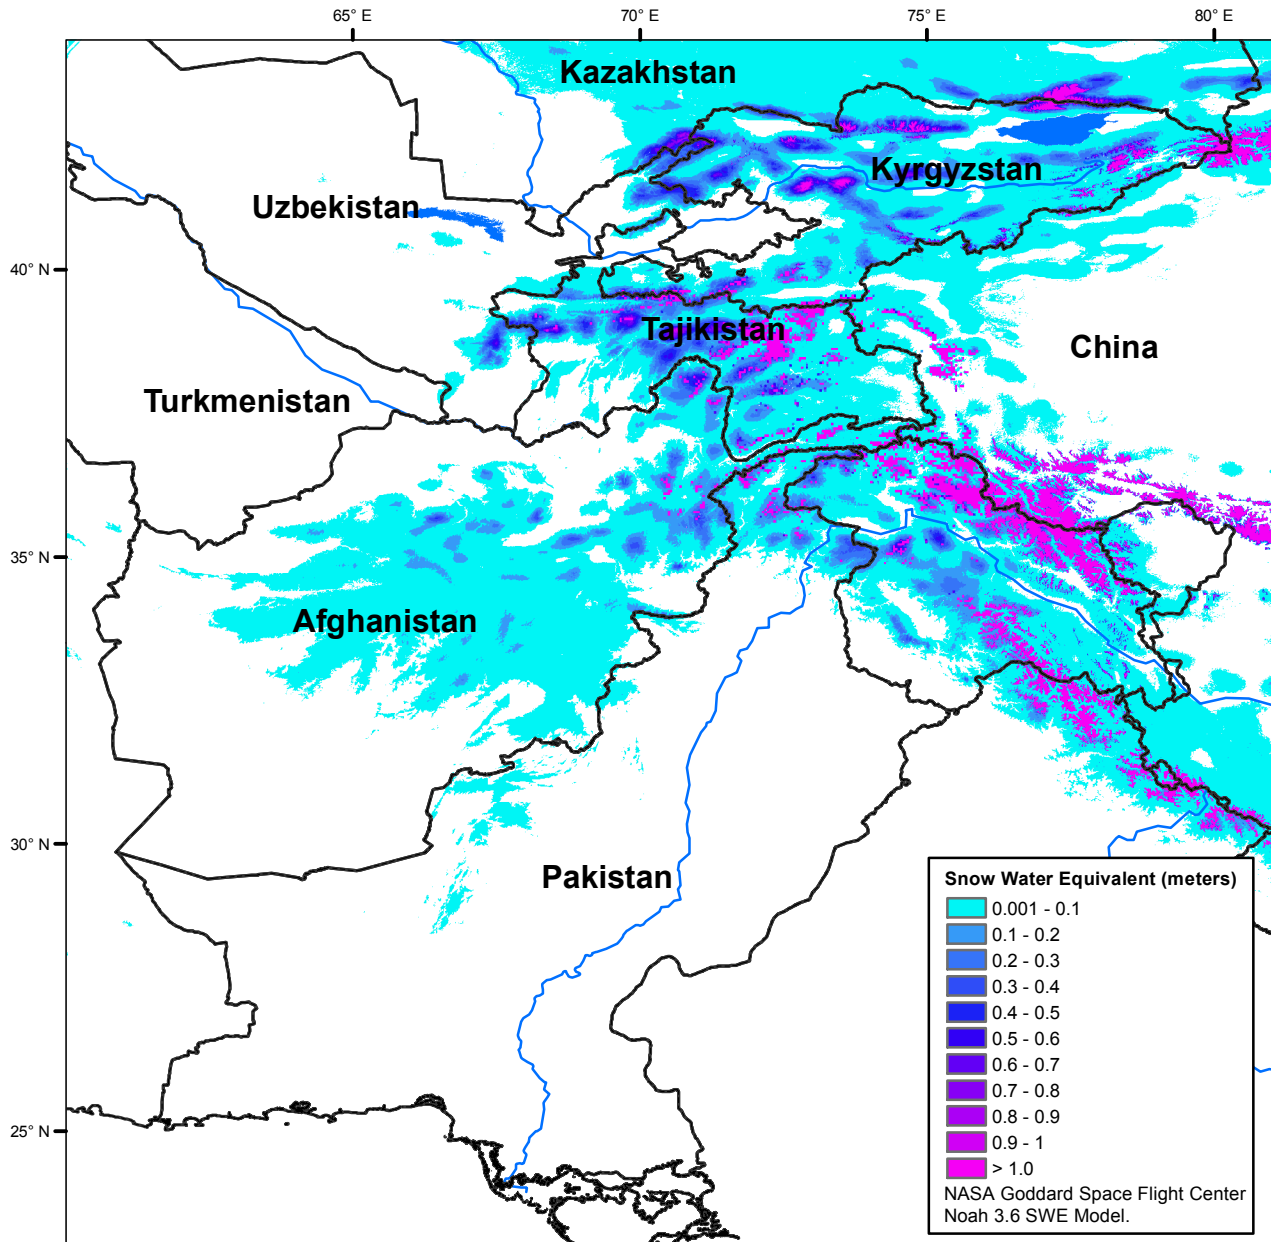 65° E
70° E
75° E
80° E
Kazakhstan
Kyrgyzstan
Uzbekistan
40° N
Tajikistan
China
Turkmenistan
35° N
Afghanistan
30° N
Pakistan
25° N
Snow Water Equivalent (meters)
0.001 - 0.1
0.1 - 0.2
0.2 - 0.3
0.3 - 0.4
0.4 - 0.5
0.5 - 0.6
0.6 - 0.7
0.7 - 0.8
0.8 - 0.9
0.9 - 1
> 1.0
NASA Goddard Space Flight Center
Noah 3.6 SWE Model.